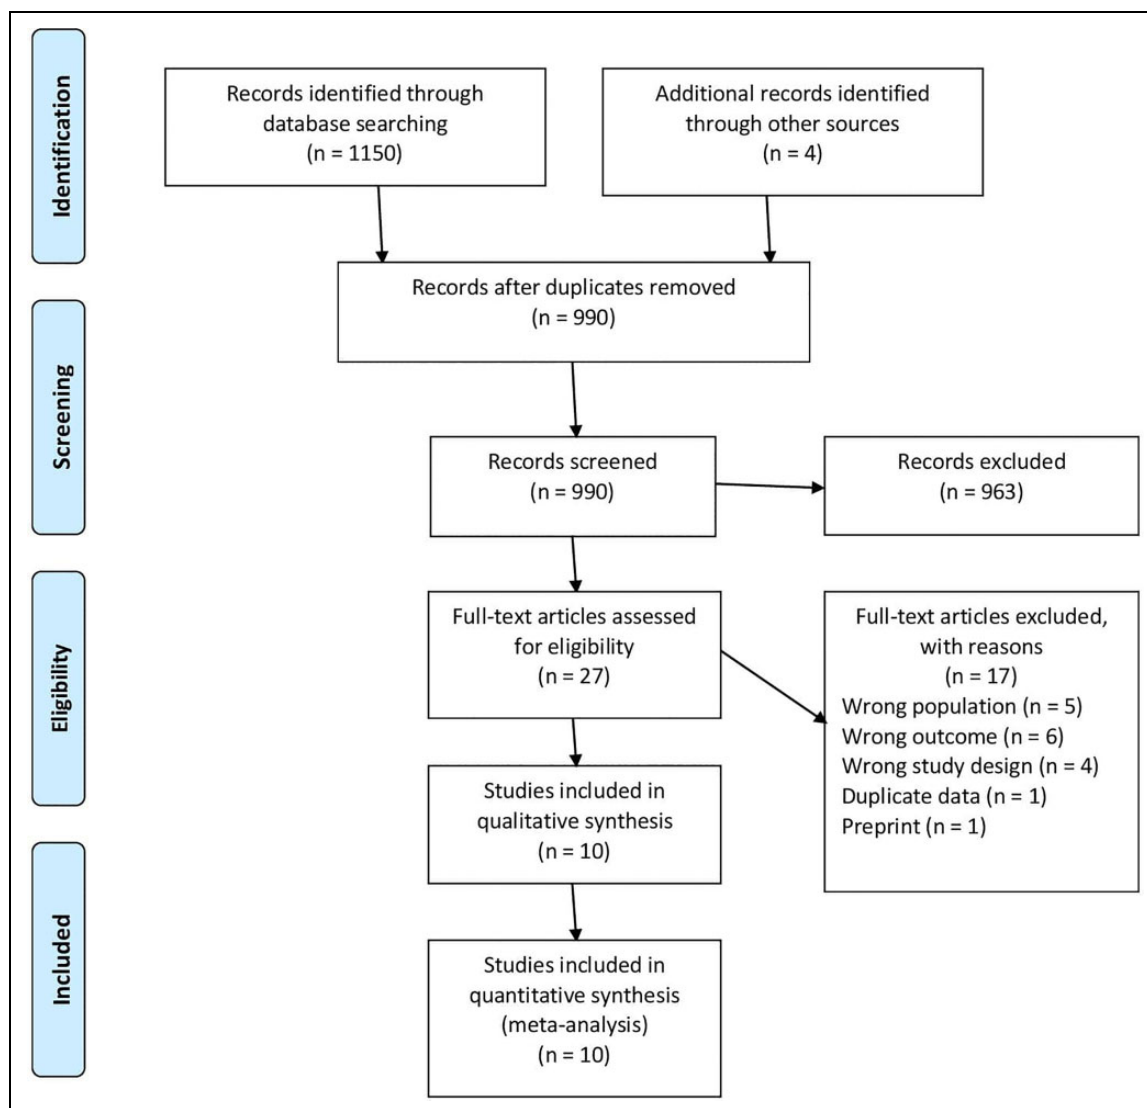 Identification
Records identified through
database searching
(n = 1150)
Additional records identified
through other sources
(n = 4)
Records after duplicates removed
(n = 990)
Screening
Records screened
(n = 990)
Records excluded
(n = 963)
Eligibility
Full-text articles assessed
for eligibility
(n = 27)
Full-text articles excluded,
with reasons
(n = 17)
Wrong population (n = 5)
Wrong outcome (n = 6)
Wrong study design (n = 4)
Duplicate data (n = 1)
Preprint (n = 1)
Studies included in
qualitative synthesis
(n = 10)
Included
Studies included in
quantitative synthesis
(meta-analysis)
(n = 10)